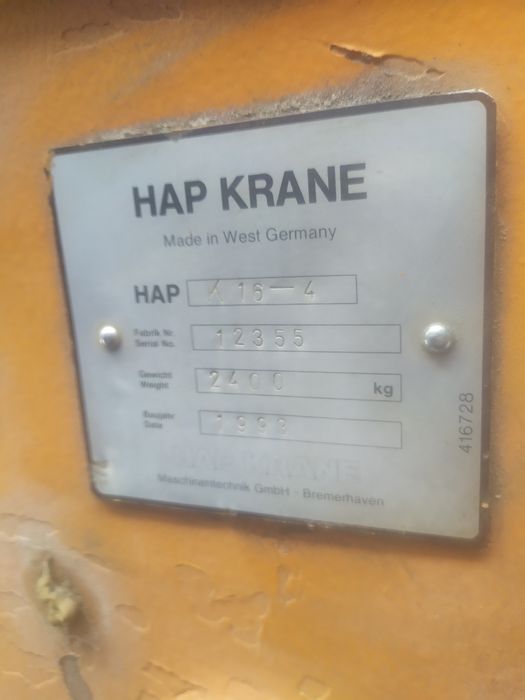 HAP KRANE
Made in West Germany
HAP K 16-4
Fabrik Nr.
Serial No. 12355
Gewicht
Weight 2400 kg
Baujahr
Date 1993
Maschinentechnik GmbH - Bremerhaven
416728